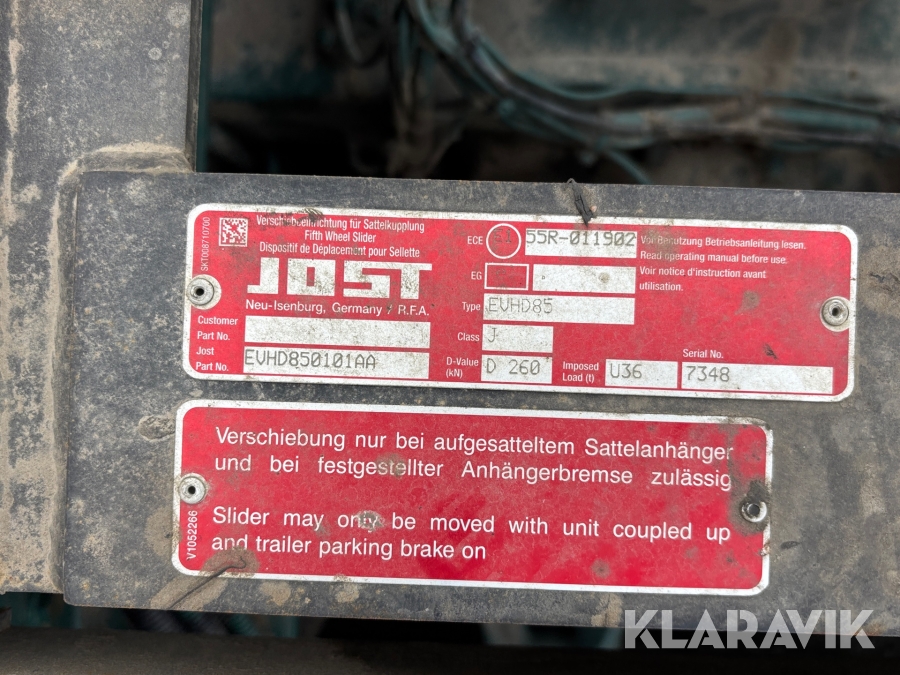 SKT008710700
Verschiebeeinrichtung für Sattelkupplung
Fifth Wheel Slider
Dispositif de Déplacement pour Sellette
JOST
Neu-Isenburg, Germany / R.F.A.
Customer
Part No.
Jost
Part No. EVHD850101AA
ECE 55R-011902
EG
Type EVHD85
Class J
D-Value
(kN) D 260
Imposed
Load (t) U36
Serial No.
7348
Vor Benutzung Betriebsanleitung lesen.
Read operating manual before use.
Voir notice d'instruction avant
utilisation.
Verschiebung nur bei aufgesatteltem Sattelanhänger
und bei festgestellter Anhängerbremse zulässig
Slider may only be moved with unit coupled up
and trailer parking brake on
V1052266
KLARAVIK